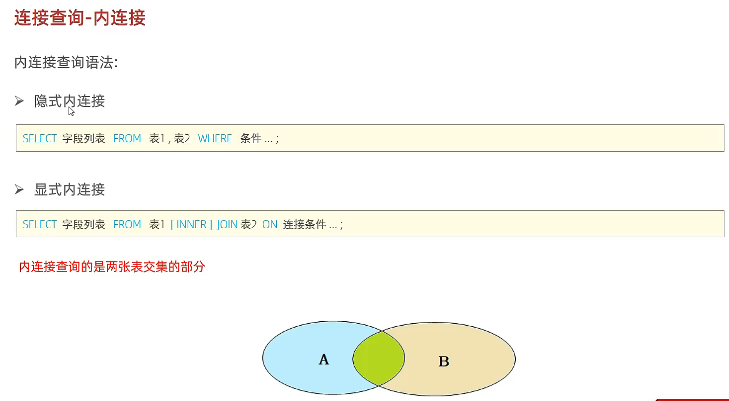 连接查询-内连接
内连接查询语法:
隐式内连接
SELECT 字段列表 FROM 表1 , 表2 WHERE 条件 ... ;
显式内连接
SELECT 字段列表 FROM 表1 [ INNER ] JOIN 表2 ON 连接条件 ... ;
内连接查询的是两张表交集的部分
A B